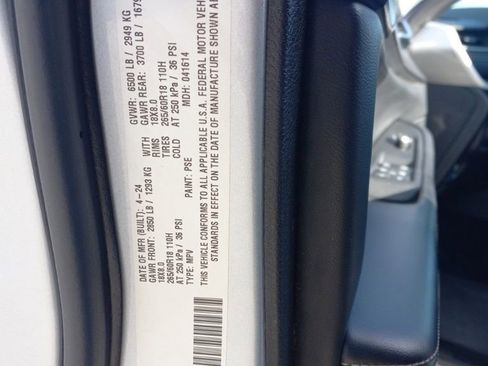 DATE OF MFR (BUILT): 4-24 GVWR: 6500 LB / 2949 KG
GAWR FRONT: 2850 LB / 1293 KG WITH GAWR REAR: 3700 LB / 1679
18X8.0 RIMS 18X8.0
265/60R18 110H TIRES 265/60R18 110H
AT 250 kPa / 36 PSI COLD AT 250 kPa / 36 PSI
TYPE: MPV PAINT: PSE MDH: 041614
THIS VEHICLE CONFORMS TO ALL APPLICABLE U.S.A. FEDERAL MOTOR VEHI
STANDARDS IN EFFECT ON THE DATE OF MANUFACTURE SHOWN AB